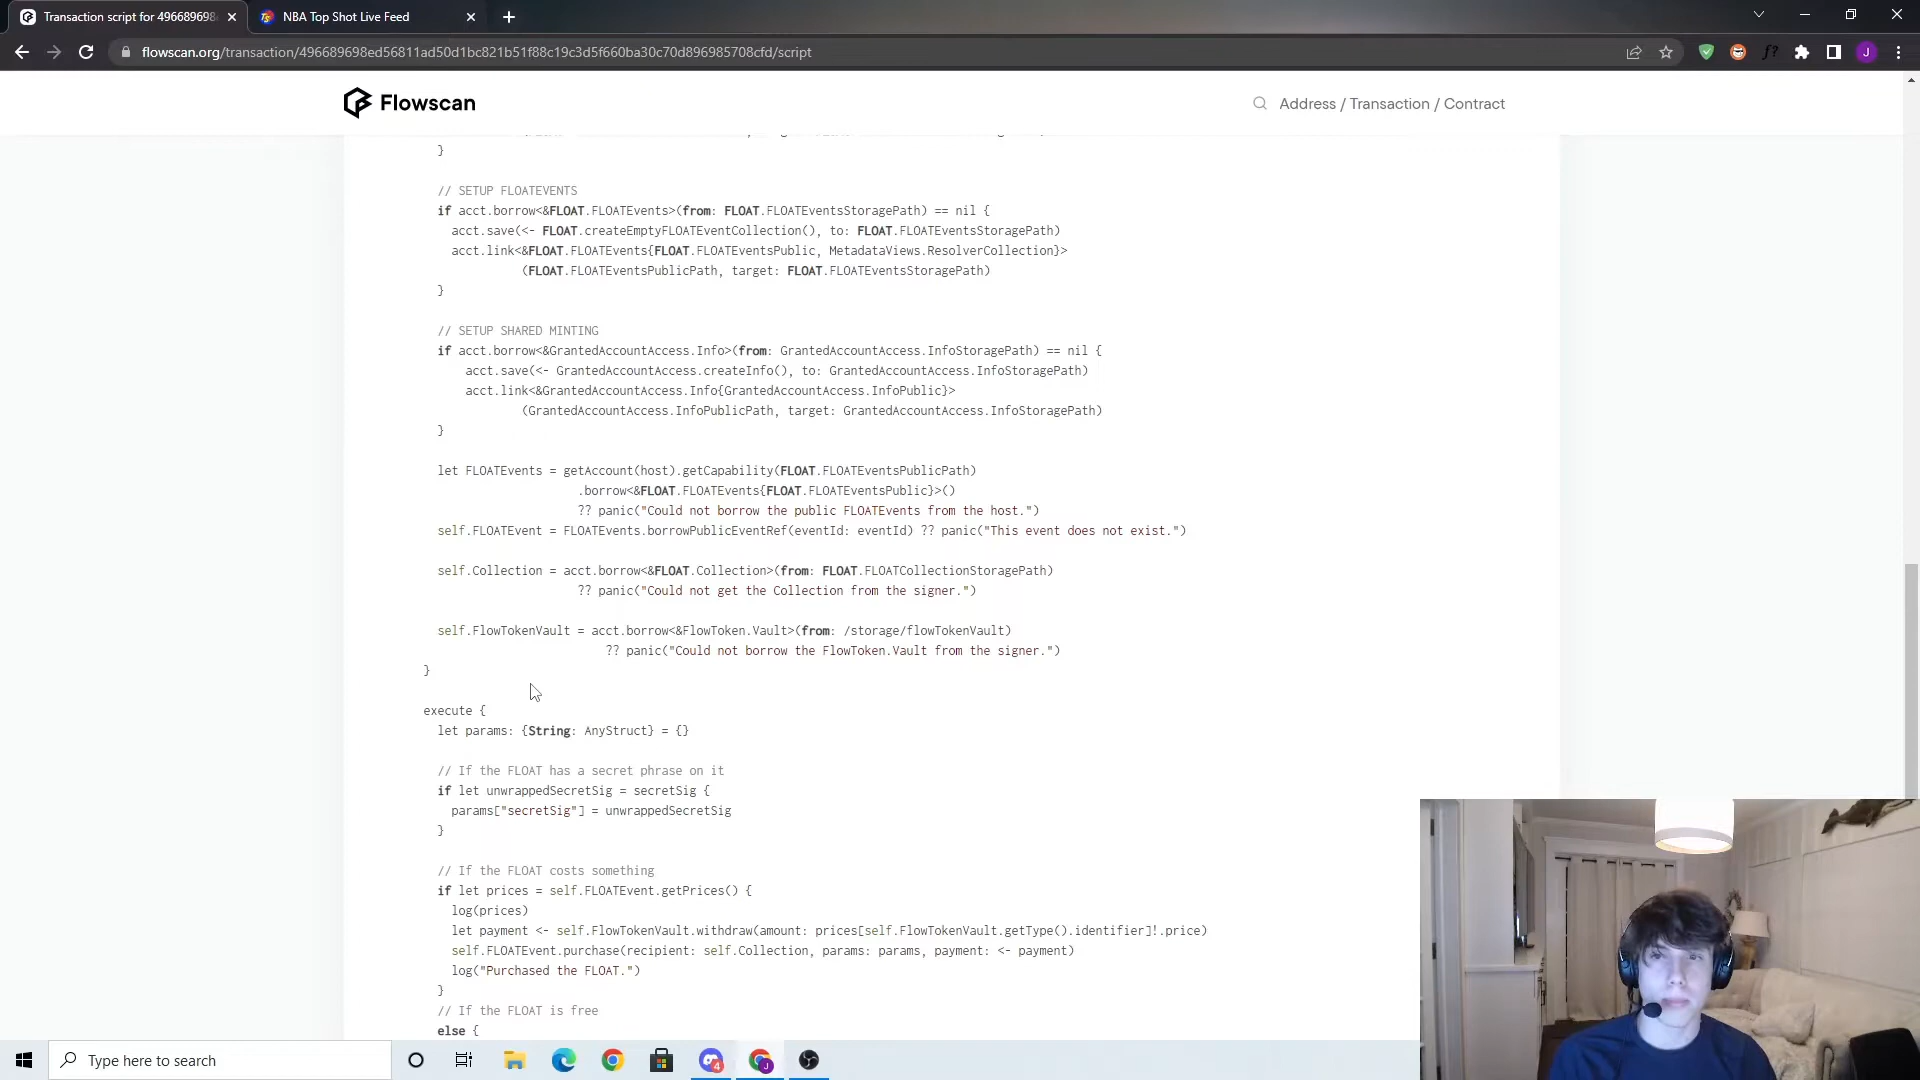 Transaction script for 496689698
NBA Top Shot Live Feed
flowscan.org/transaction/496689698ed56811ad50d1bc821b51f88c19c3d5f660ba30c70d896985708cfd/script
f?
J
Flowscan
Address / Transaction / Contract
}
// SETUP FLOATEVENTS
if acct.borrow<&FLOAT.FLOATEvents>(from: FLOAT.FLOATEventsStoragePath) == nil {
acct.save(<- FLOAT.createEmptyFLOATEventCollection(), to: FLOAT.FLOATEventsStoragePath)
acct.link<&FLOAT.FLOATEvents{FLOAT.FLOATEventsPublic, MetadataViews.ResolverCollection}>
(FLOAT.FLOATEventsPublicPath, target: FLOAT.FLOATEventsStoragePath)
}
// SETUP SHARED MINTING
if acct.borrow<&GrantedAccountAccess.Info>(from: GrantedAccountAccess.InfoStoragePath) == nil {
acct.save(<- GrantedAccountAccess.createInfo(), to: GrantedAccountAccess.InfoStoragePath)
acct.link<&GrantedAccountAccess.Info{GrantedAccountAccess.InfoPublic}>
(GrantedAccountAccess.InfoPublicPath, target: GrantedAccountAccess.InfoStoragePath)
}
let FLOATEvents = getAccount(host).getCapability(FLOAT.FLOATEventsPublicPath)
.borrow<&FLOAT.FLOATEvents{FLOAT.FLOATEventsPublic}>()
?? panic("Could not borrow the public FLOATEvents from the host.")
self.FLOATEvent = FLOATEvents.borrowPublicEventRef(eventId: eventId) ?? panic("This event does not exist.")
self.Collection = acct.borrow<&FLOAT.Collection>(from: FLOAT.FLOATCollectionStoragePath)
?? panic("Could not get the Collection from the signer.")
self.FlowTokenVault = acct.borrow<&FlowToken.Vault>(from: /storage/flowTokenVault)
?? panic("Could not borrow the FlowToken.Vault from the signer.")
}
execute {
let params: {String: AnyStruct} = {}
// If the FLOAT has a secret phrase on it
if let unwrappedSecretSig = secretSig {
params["secretSig"] = unwrappedSecretSig
}
// If the FLOAT costs something
if let prices = self.FLOATEvent.getPrices() {
log(prices)
let payment <- self.FlowTokenVault.withdraw(amount: prices[self.FlowTokenVault.getType().identifier]!.price)
self.FLOATEvent.purchase(recipient: self.Collection, params: params, payment: <- payment)
log("Purchased the FLOAT.")
}
// If the FLOAT is free
else {
Type here to search
4
J